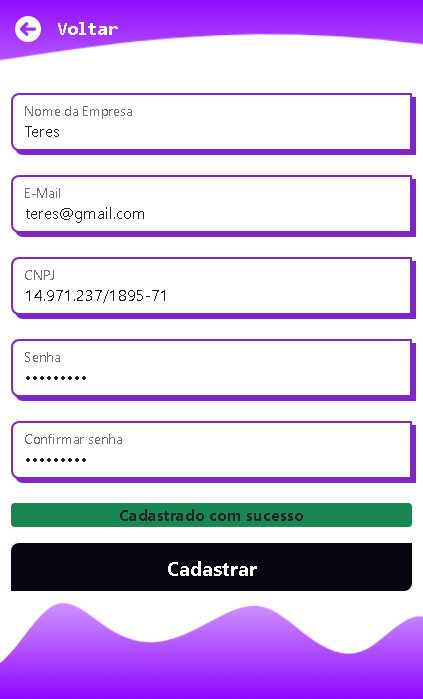 Voltar
Nome da Empresa
Teres
E-Mail
teres@gmail.com
CNPJ
14.971.237/1895-71
Senha
•••••••••
Confirmar senha
•••••••••
Cadastrado com sucesso
Cadastrar